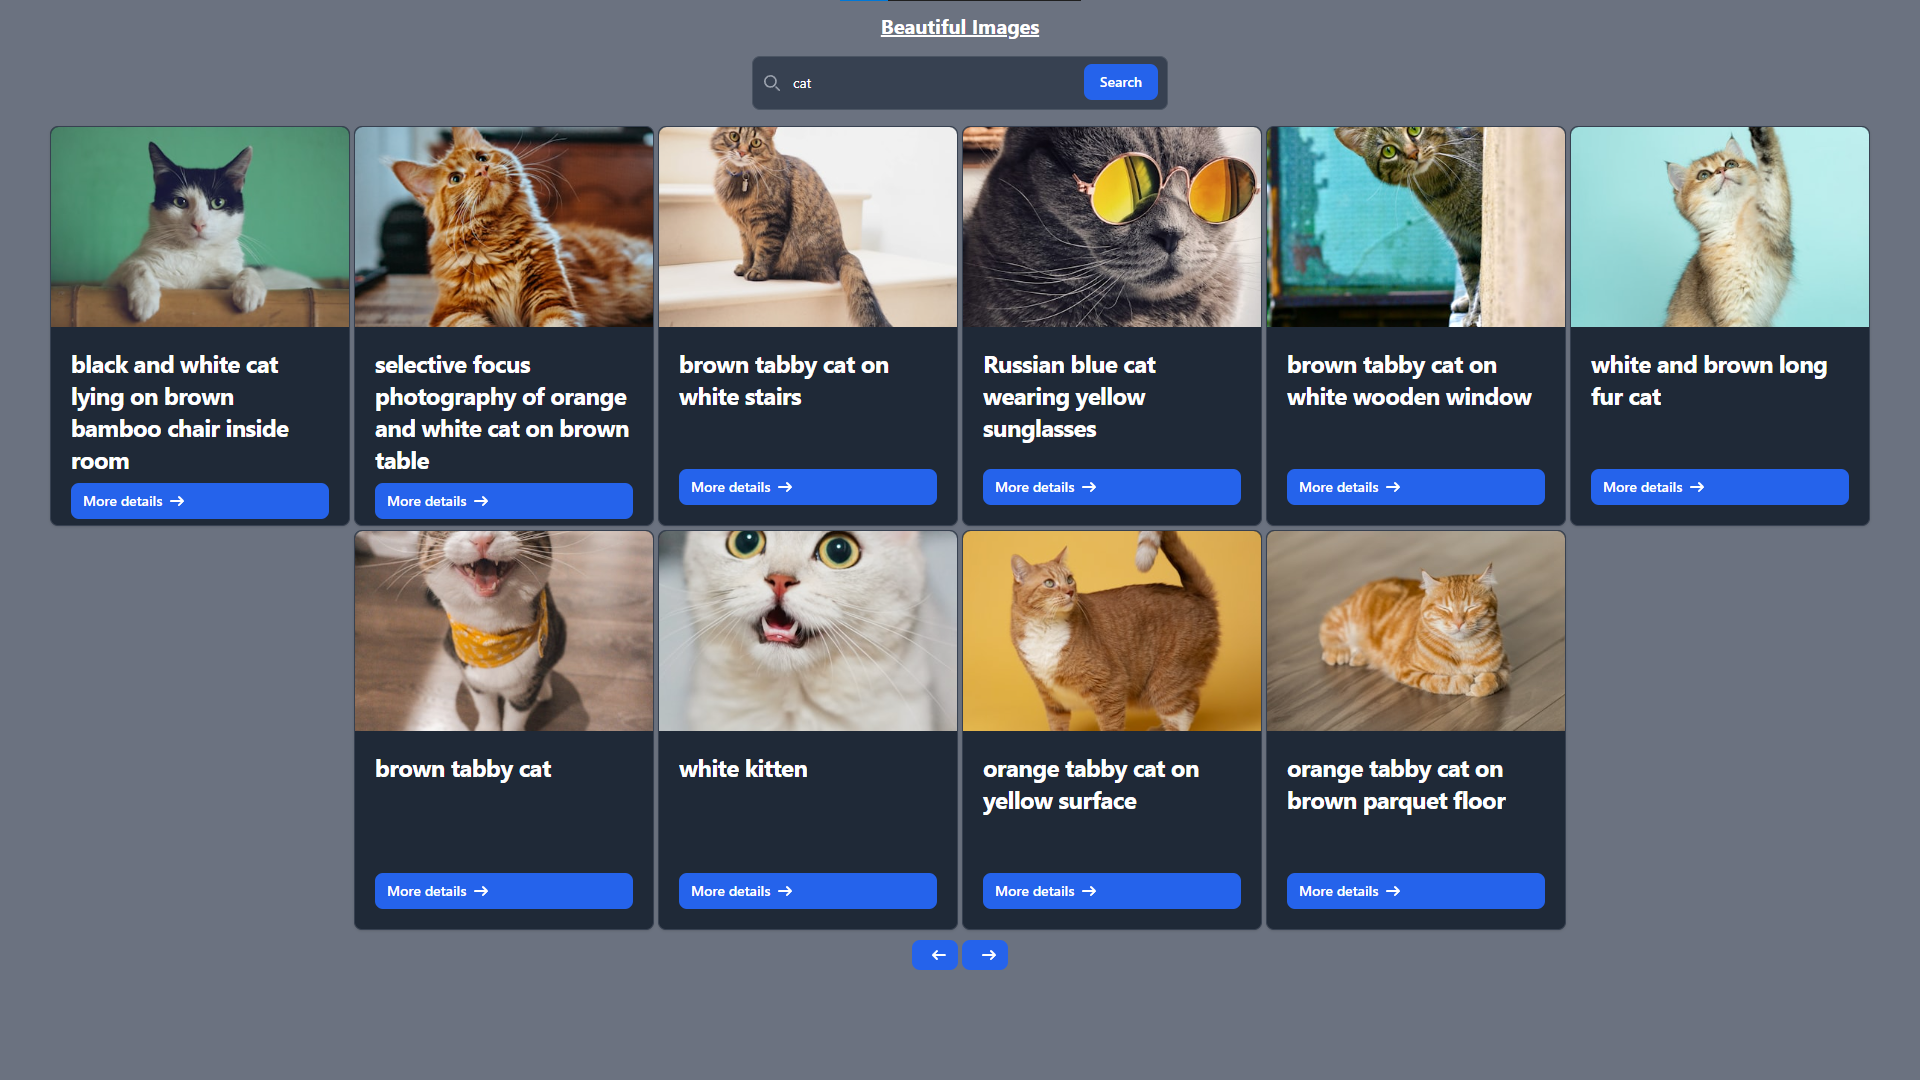 Beautiful Images
cat
Search
black and white cat
lying on brown
bamboo chair inside
room
More details
selective focus
photography of orange
and white cat on brown
table
More details
brown tabby cat on
white stairs
More details
Russian blue cat
wearing yellow
sunglasses
More details
brown tabby cat on
white wooden window
More details
white and brown long
fur cat
More details
brown tabby cat
More details
white kitten
More details
orange tabby cat on
yellow surface
More details
orange tabby cat on
brown parquet floor
More details